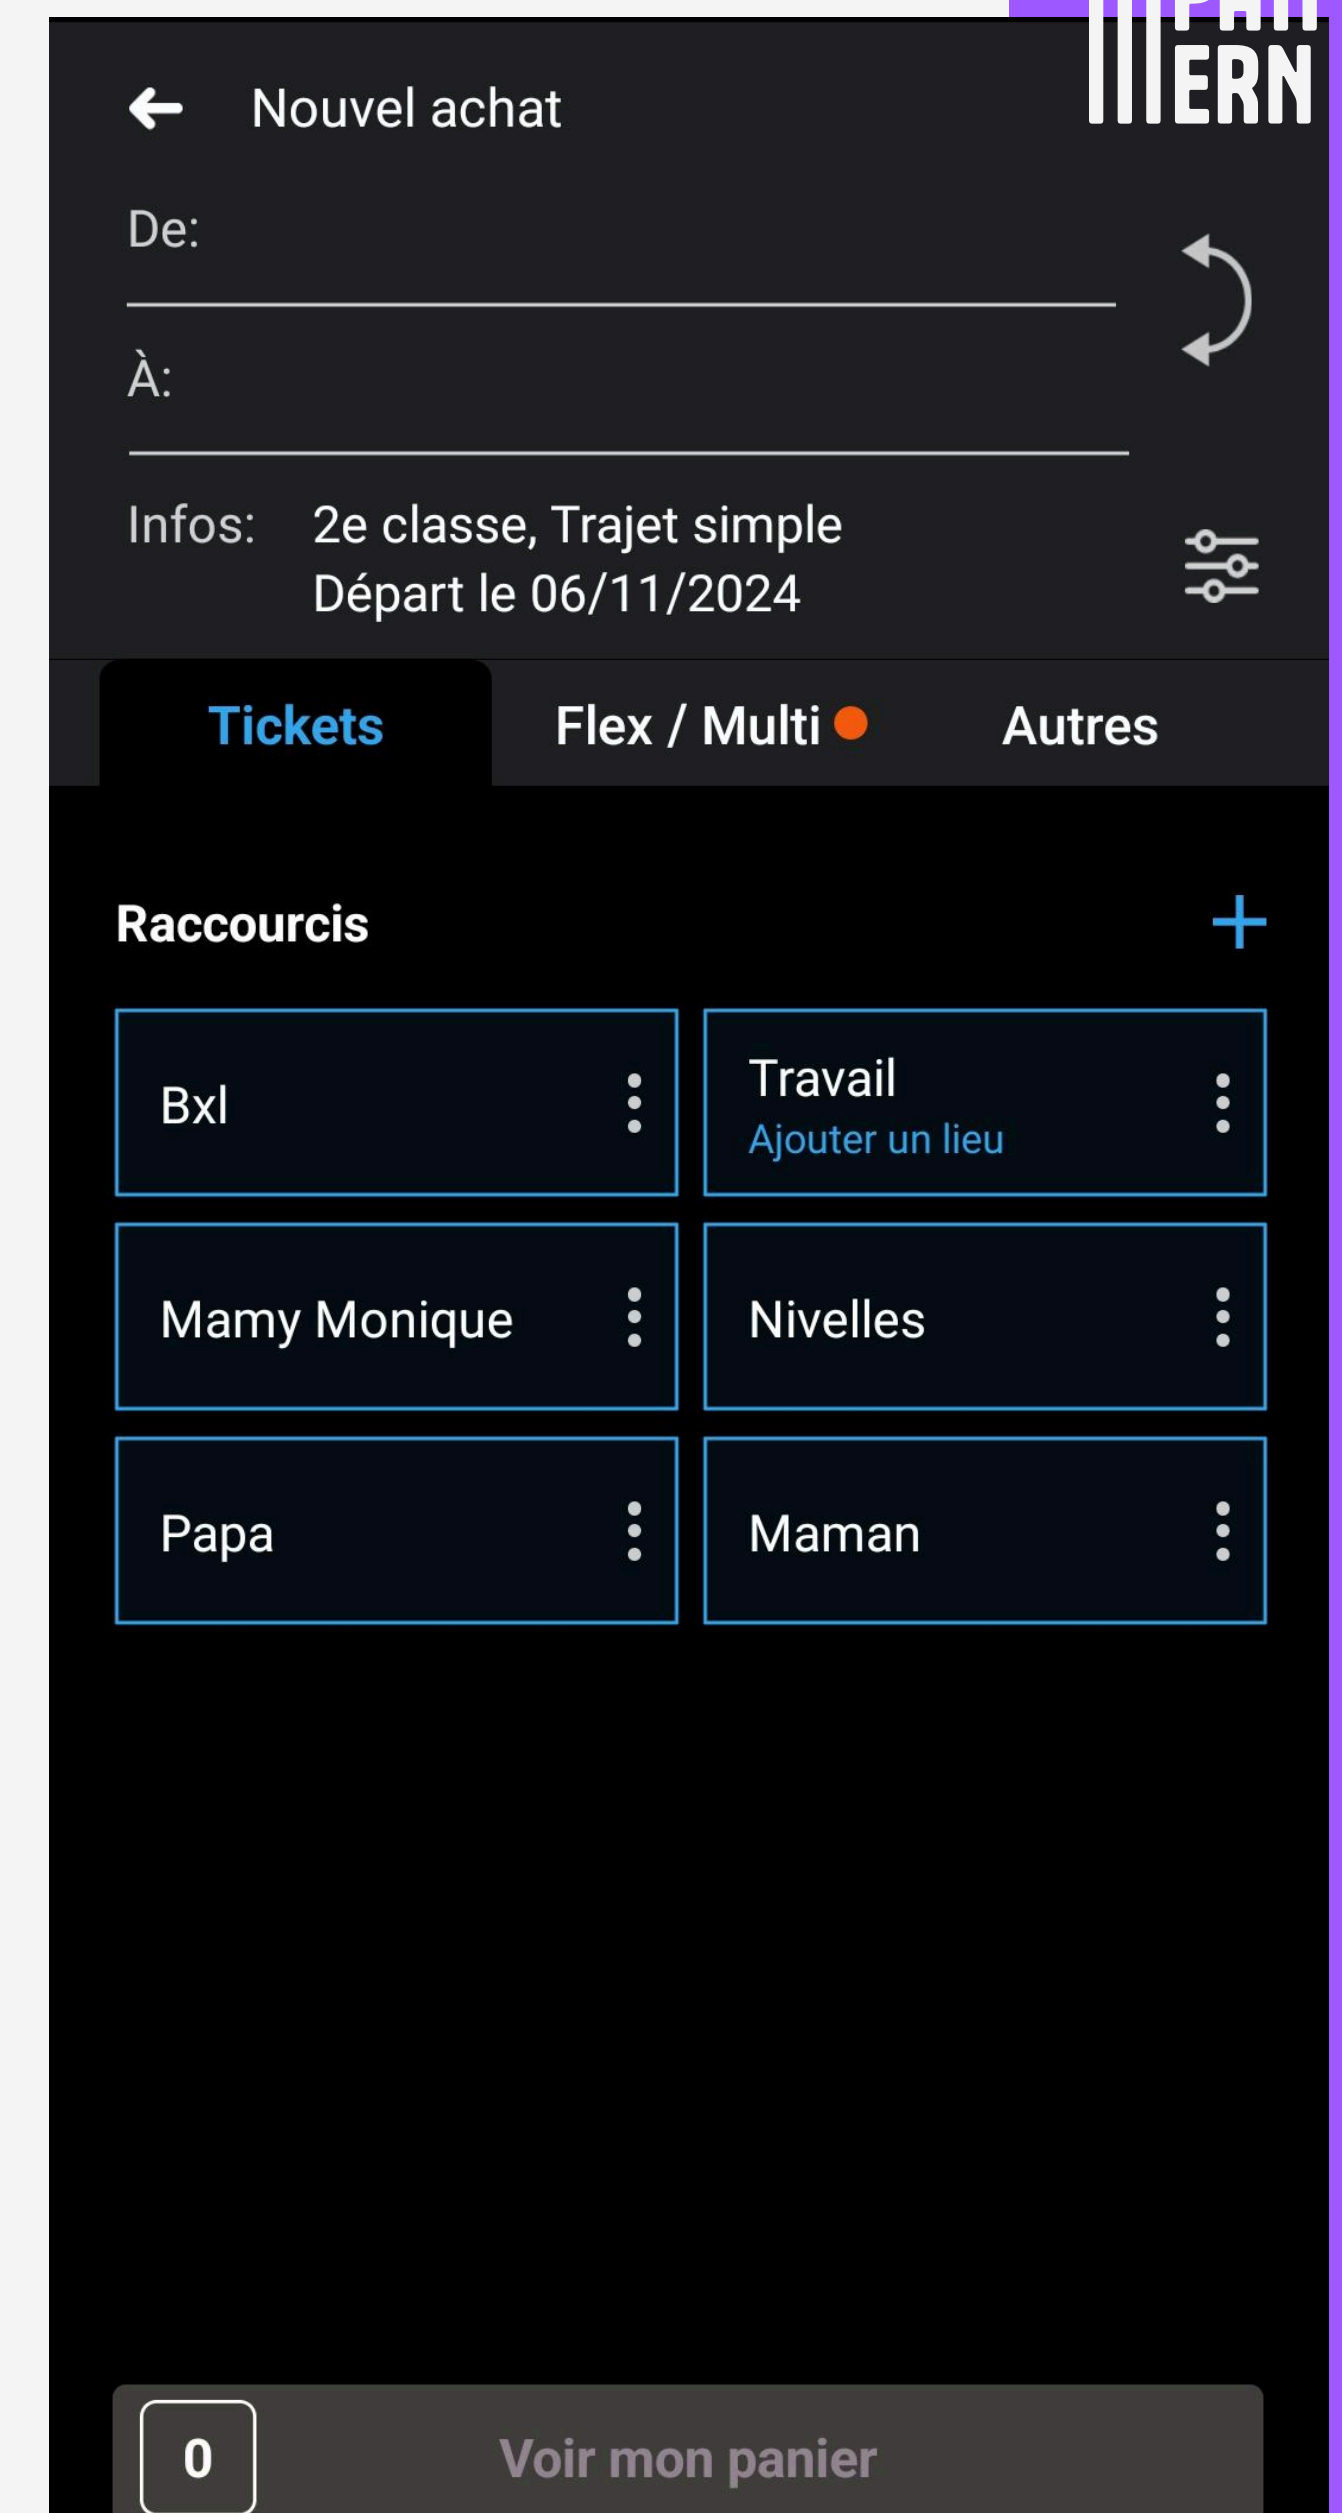 ERN
Nouvel achat
De:
À:
Infos: 2e classe, Trajet simple
Départ le 06/11/2024
Tickets Flex / Multi Autres
Raccourcis
Bxl
Travail
Ajouter un lieu
Mamy Monique
Nivelles
Papa
Maman
0 Voir mon panier